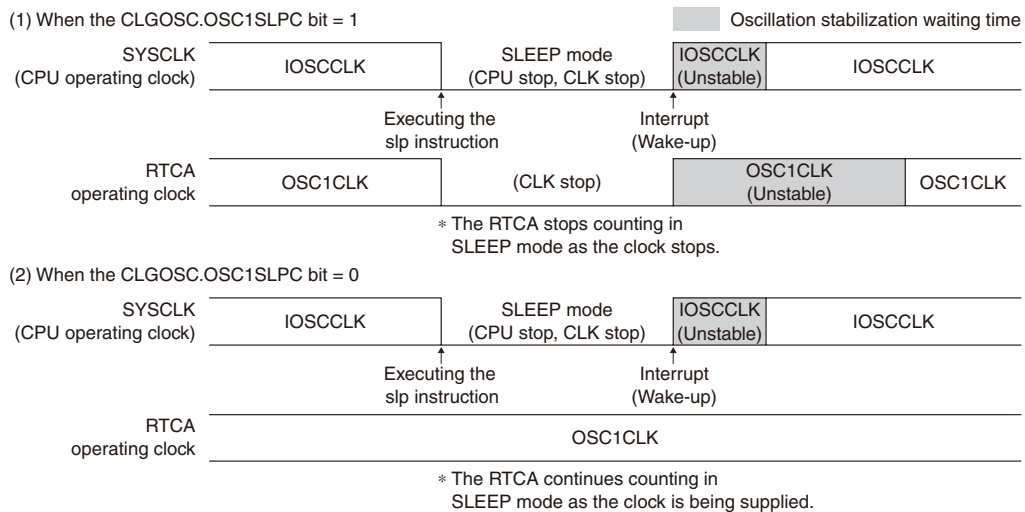 (1) When the CLGOSC.OSC1SLPC bit = 1
Oscillation stabilization waiting time
SYSCLK
(CPU operating clock)
IOSCCLK
SLEEP mode
(CPU stop, CLK stop)
IOSCCLK
(Unstable)
IOSCCLK
Executing the
slp instruction
Interrupt
(Wake-up)
RTCA
operating clock
OSC1CLK
(CLK stop)
OSC1CLK
(Unstable)
OSC1CLK
* The RTCA stops counting in
SLEEP mode as the clock stops.
(2) When the CLGOSC.OSC1SLPC bit = 0
SYSCLK
(CPU operating clock)
IOSCCLK
SLEEP mode
(CPU stop, CLK stop)
IOSCCLK
(Unstable)
IOSCCLK
Executing the
slp instruction
Interrupt
(Wake-up)
RTCA
operating clock
OSC1CLK
* The RTCA continues counting in
SLEEP mode as the clock is being supplied.